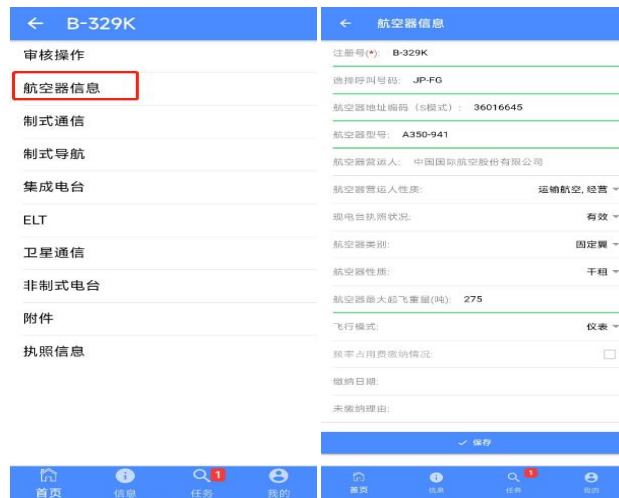 B-329K
审核操作
航空器信息
制式通信
制式导航
集成电台
ELT
卫星通信
非制式电台
附件
执照信息
首页
信息
1
任务
我的
航空器信息
注册号(*): B-329K
选择呼叫号码: JP-FG
航空器地址编码（S模式）: 36016645
航空器型号: A350-941
航空器营运人: 中国国际航空股份有限公司
航空器营运人性质: 运输航空, 经营
现电台执照状况: 有效
航空器类别: 固定翼
航空器性质: 干租
航空器最大起飞重量(吨): 275
飞行模式: 仪表
频率占用费缴纳情况:
缴纳日期:
未缴纳理由:
保存
首页
信息
1
任务
我的